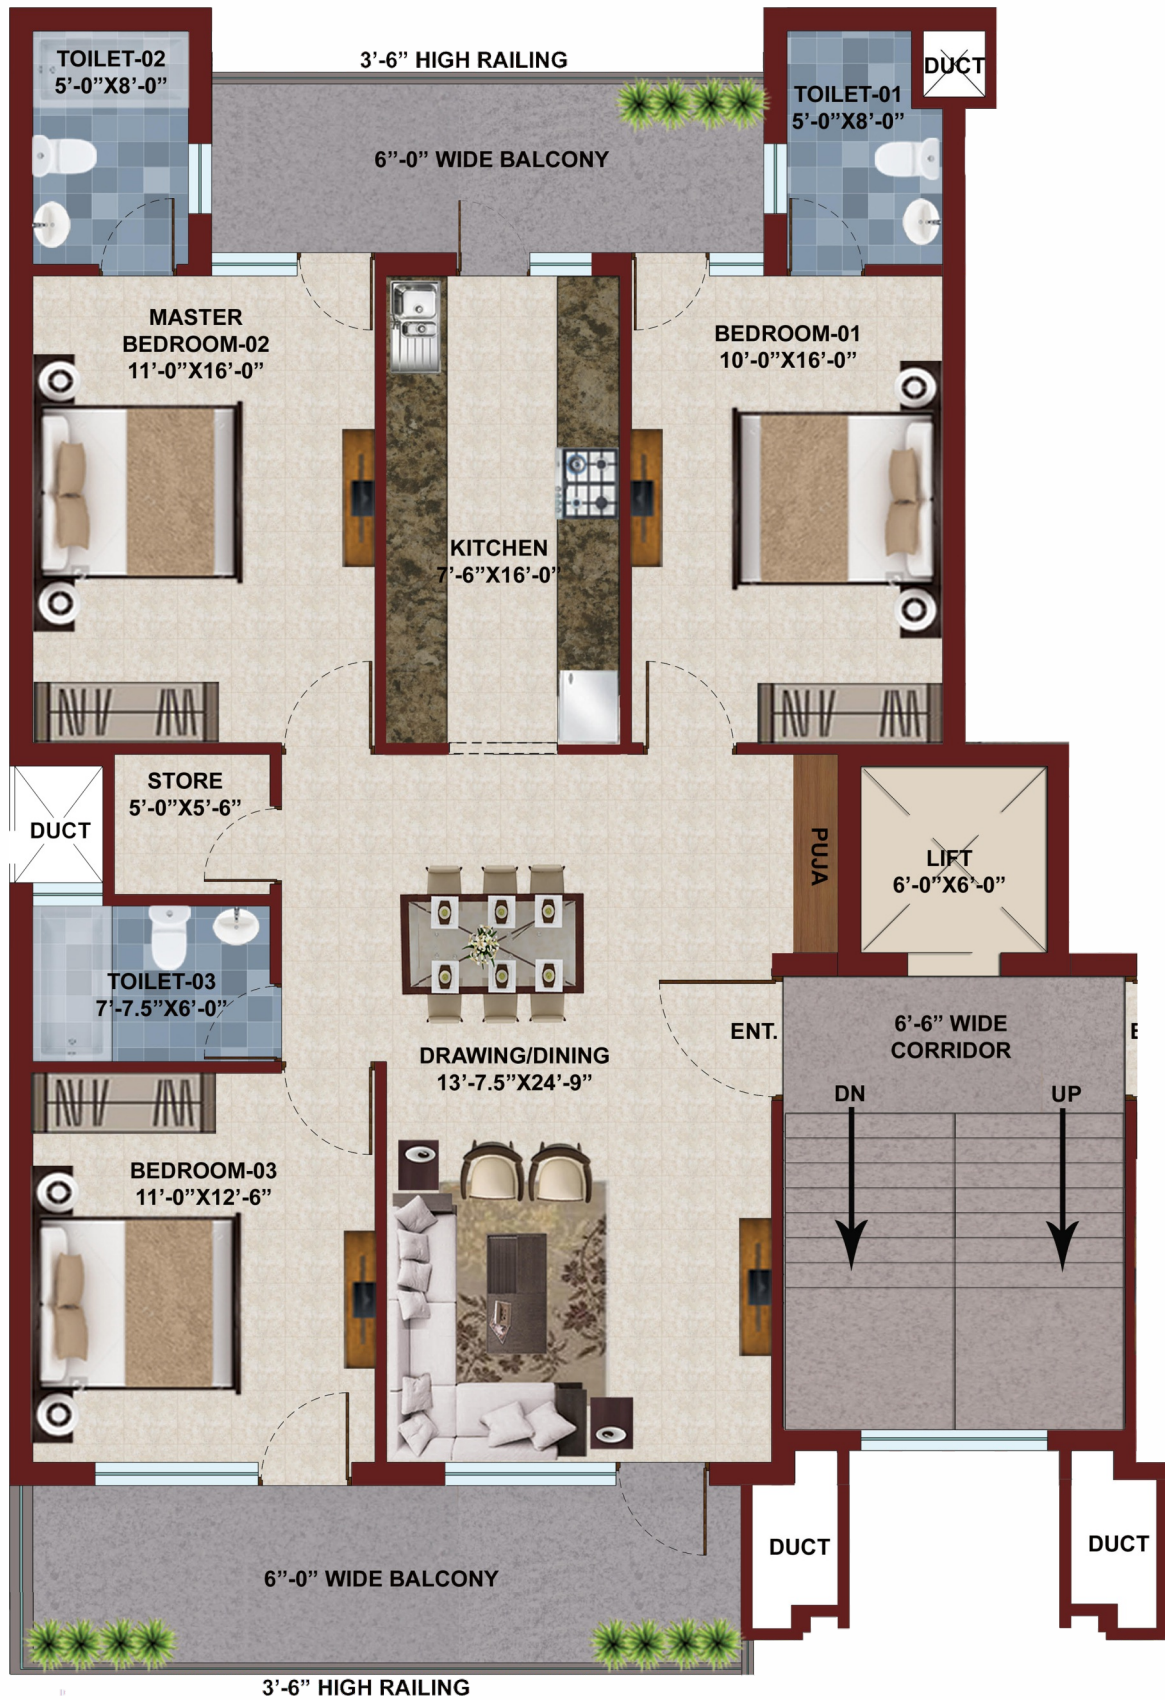 TOILET-02
5’-0”X8’-0”
3’-6” HIGH RAILING
DUCT
TOILET-01
5’-0”X8’-0”
6”-0” WIDE BALCONY
MASTER
BEDROOM-02
11’-0”X16’-0”
BEDROOM-01
10’-0”X16’-0”
KITCHEN
7’-6”X16’-0”
STORE
5’-0”X5’-6”
DUCT
PUJA
LIFT
6’-0”X6’-0”
TOILET-03
7’-7.5”X6’-0”
ENT.
6’-6” WIDE
CORRIDOR
DRAWING/DINING
13’-7.5”X24’-9”
DN
UP
BEDROOM-03
11’-0”X12’-6”
DUCT
DUCT
6”-0” WIDE BALCONY
3’-6” HIGH RAILING